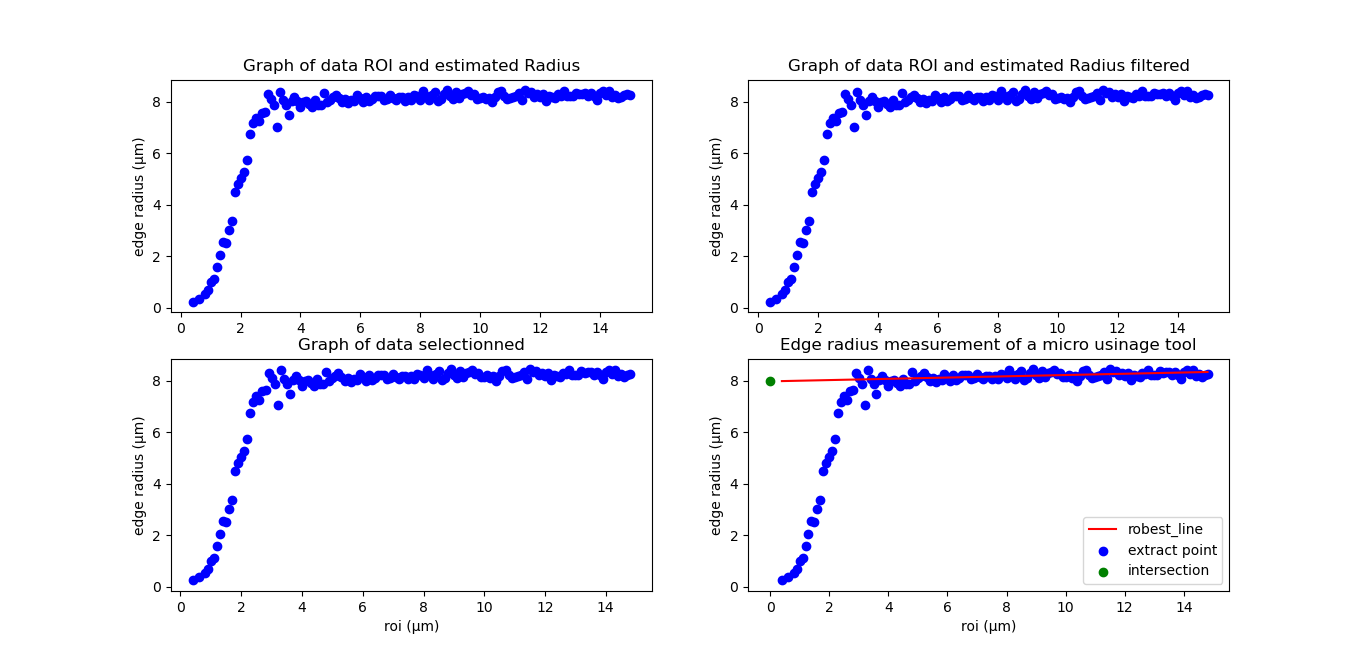 Graph of data ROI and estimated Radius
edge radius (μm)
8
6
4
2
0
0 2 4 6 8 10 12 14
Graph of data ROI and estimated Radius filtered
edge radius (μm)
8
6
4
2
0
0 2 4 6 8 10 12 14
Graph of data selectionned
edge radius (μm)
8
6
4
2
0
0 2 4 6 8 10 12 14
roi (μm)
Edge radius measurement of a micro usinage tool
edge radius (μm)
8
6
4
2
0
robest_line
extract point
intersection
0 2 4 6 8 10 12 14
roi (μm)